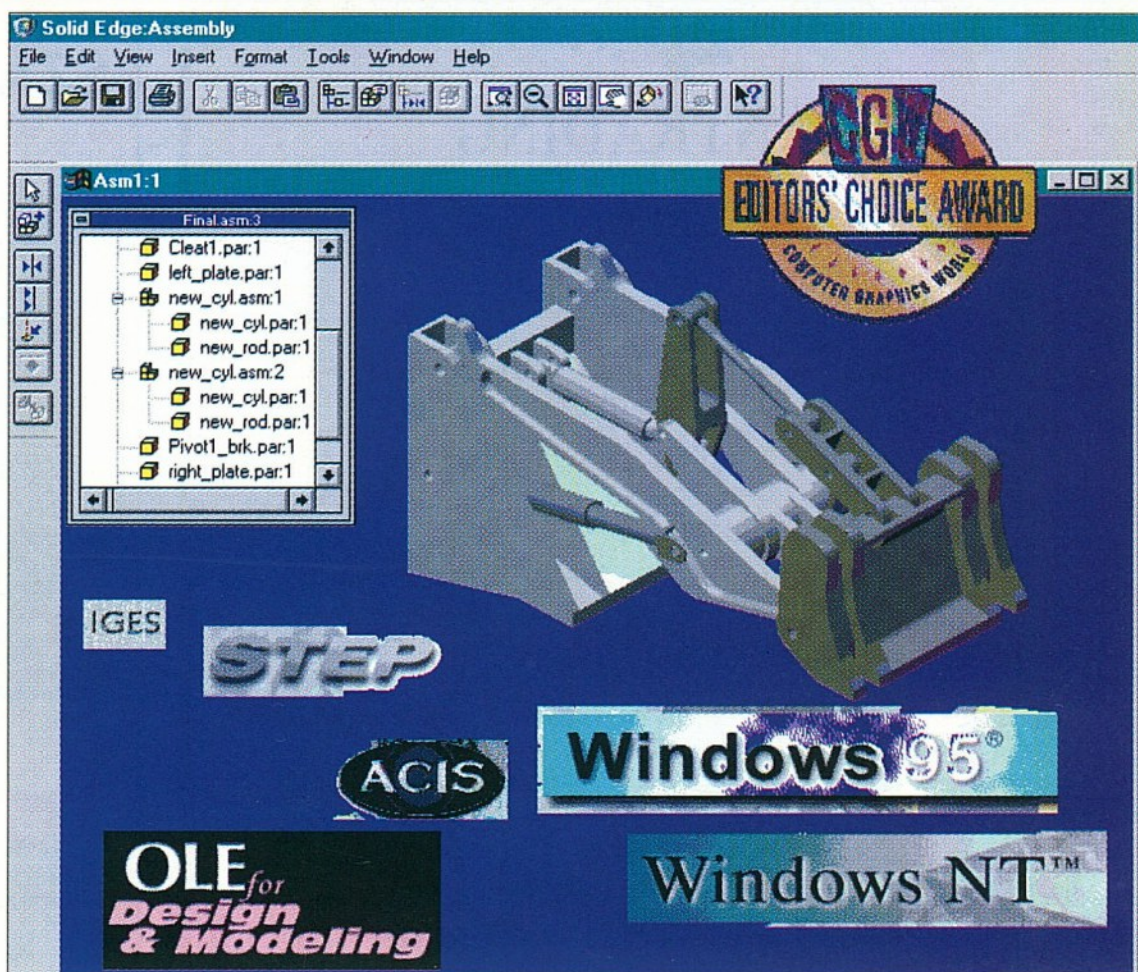 Solid Edge:Assembly
File Edit View Insert Format Tools Window Help
CGW
EDITORS' CHOICE AWARD
COMPUTER GRAPHICS WORLD
Asm1:1
Final.asm:3
Cleat1.par:1
left_plate.par:1
new_cyl.asm:1
new_cyl.par:1
new_rod.par:1
new_cyl.asm:2
new_cyl.par:1
new_rod.par:1
Pivot1_brk.par:1
right_plate.par:1
IGES
STEP
ACIS
Windows 95®
OLE for
Design
& Modeling
Windows NT™